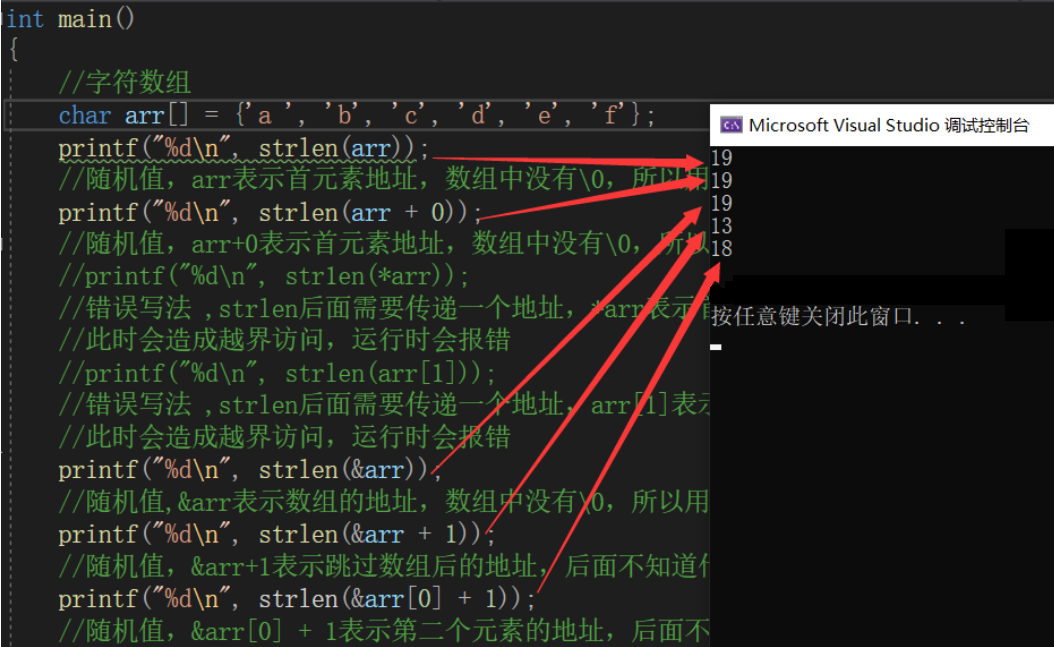 int main()
{
//字符数组
char arr[] = {'a ', 'b', 'c', 'd', 'e', 'f'};
printf("%d\n", strlen(arr));
//随机值，arr表示首元素地址，数组中没有\0，所以用
printf("%d\n", strlen(arr + 0));
//随机值，arr+0表示首元素地址，数组中没有\0，所以
//printf("%d\n", strlen(*arr));
//错误写法 ,strlen后面需要传递一个地址，*arr表示首
//此时会造成越界访问，运行时会报错
//printf("%d\n", strlen(arr[1]));
//错误写法 ,strlen后面需要传递一个地址，arr[1]表示
//此时会造成越界访问，运行时会报错
printf("%d\n", strlen(&arr));
//随机值,&arr表示数组的地址，数组中没有\0，所以用
printf("%d\n", strlen(&arr + 1));
//随机值，&arr+1表示跳过数组后的地址，后面不知道什
printf("%d\n", strlen(&arr[0] + 1));
//随机值，&arr[0] + 1表示第二个元素的地址，后面不
Microsoft Visual Studio 调试控制台
19
19
19
13
18
按任意键关闭此窗口. . .